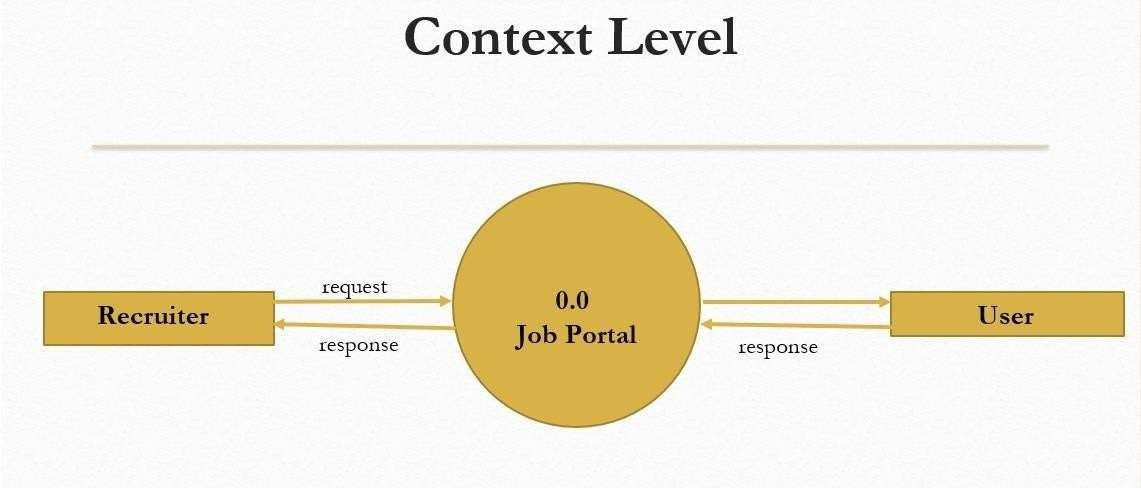 Context Level
request
Recruiter
response
0.0
Job Portal
User
response